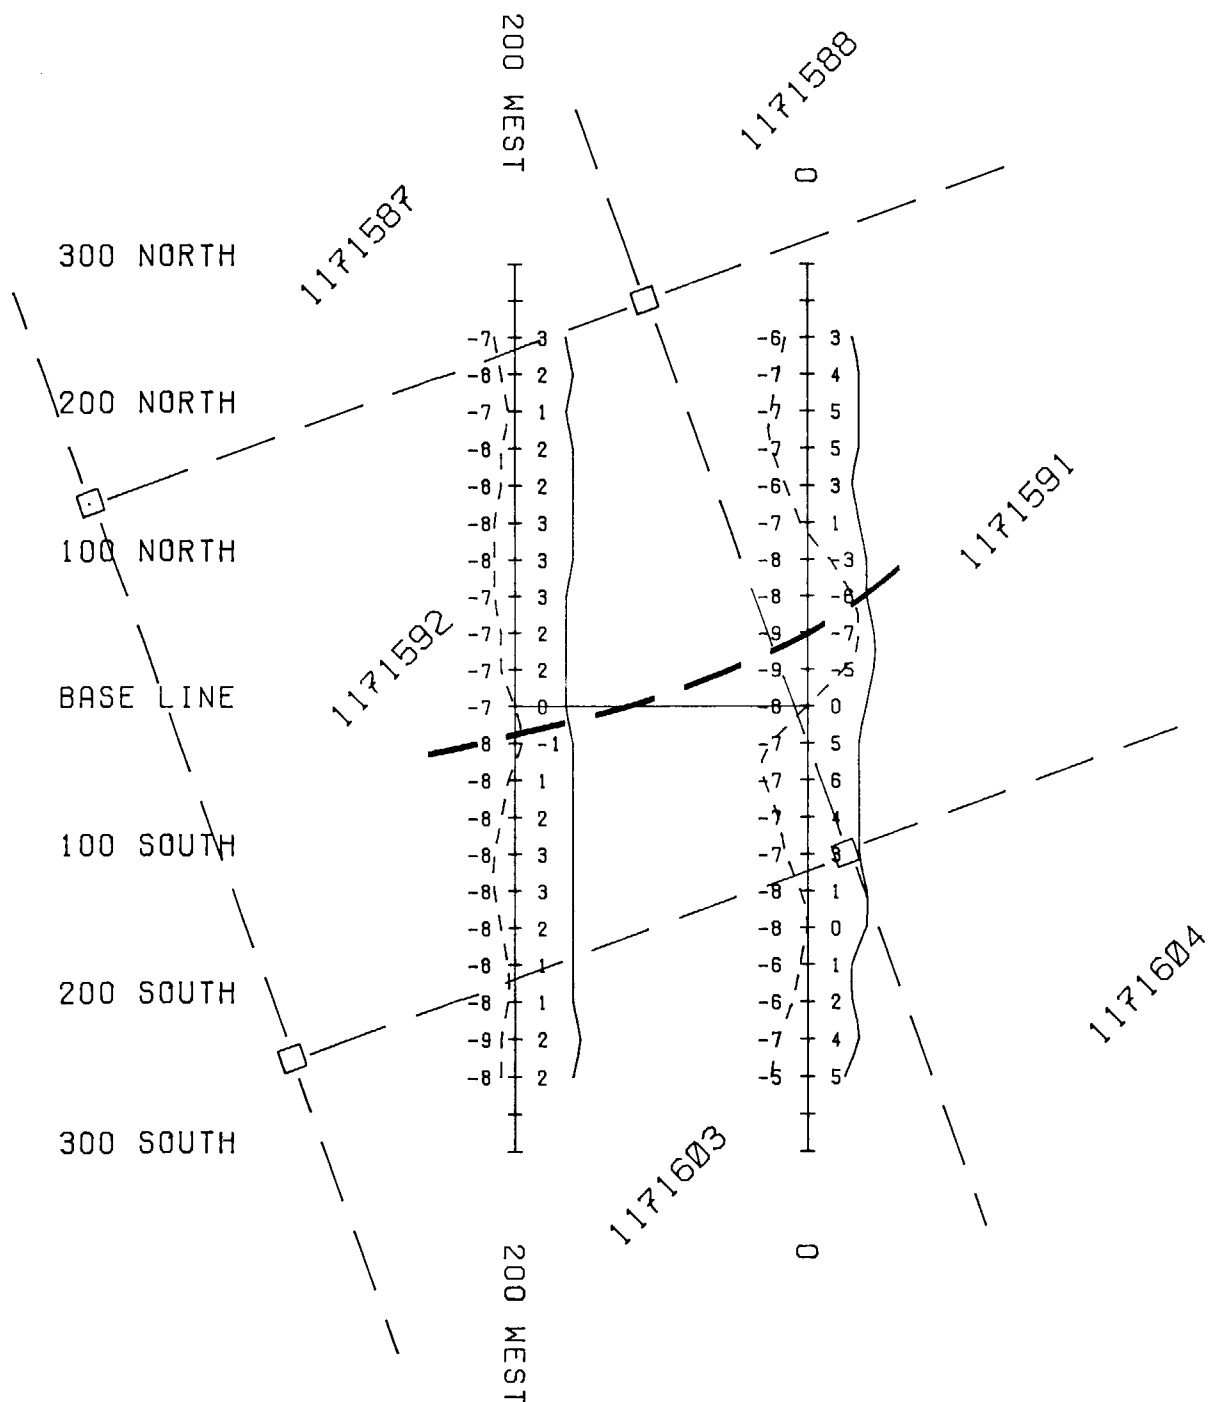 200 WEST
1171588
0
1171587
300 NORTH
-7 3 -6 3
-8 2 -7 4
200 NORTH
-7 1 -7 5
-8 2 -7 5
-8 2 -6 3
1171591
-8 3 -7 1
100 NORTH
-8 3 -8 -3
-7 3 -8 -6
1171592
-7 2 -9 -7
-7 2 -9 -5
BASE LINE
-7 0 -8 0
8 -1 -7 5
-8 1 -7 6
-8 2 -7 4
100 SOUTH
-8 3 -7 3
-8 3 -8 1
-8 2 -8 0
-8 1 -6 1
1171604
200 SOUTH
-8 1 -6 2
-9 2 -7 4
-8 2 -5 5
300 SOUTH
1171603
200 WEST
0